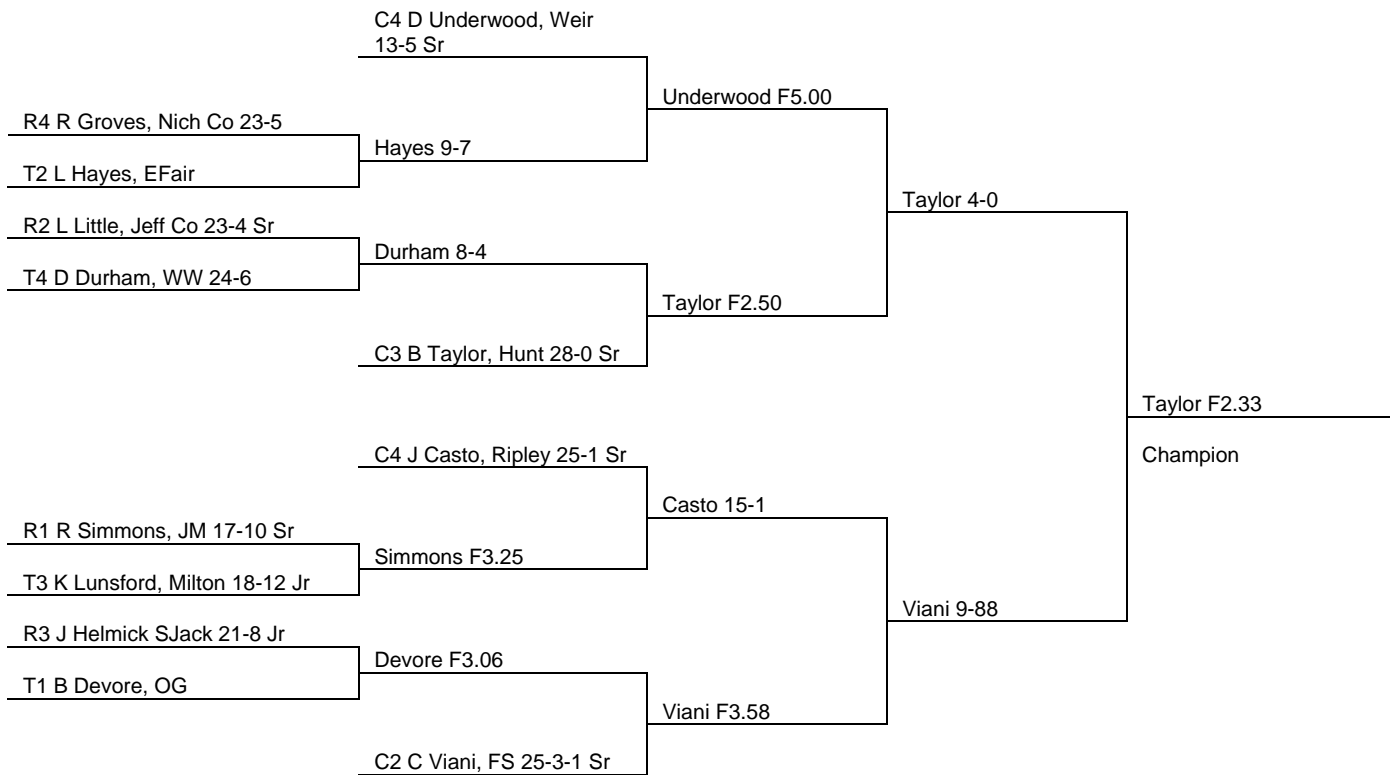 C4 D Underwood, Weir
13-5 Sr
Underwood F5.00
R4 R Groves, Nich Co 23-5
Hayes 9-7
T2 L Hayes, EFair
Taylor 4-0
R2 L Little, Jeff Co 23-4 Sr
Durham 8-4
T4 D Durham, WW 24-6
Taylor F2.50
C3 B Taylor, Hunt 28-0 Sr
Taylor F2.33
C4 J Casto, Ripley 25-1 Sr
Champion
Casto 15-1
R1 R Simmons, JM 17-10 Sr
Simmons F3.25
T3 K Lunsford, Milton 18-12 Jr
Viani 9-88
R3 J Helmick SJack 21-8 Jr
Devore F3.06
T1 B Devore, OG
Viani F3.58
C2 C Viani, FS 25-3-1 Sr